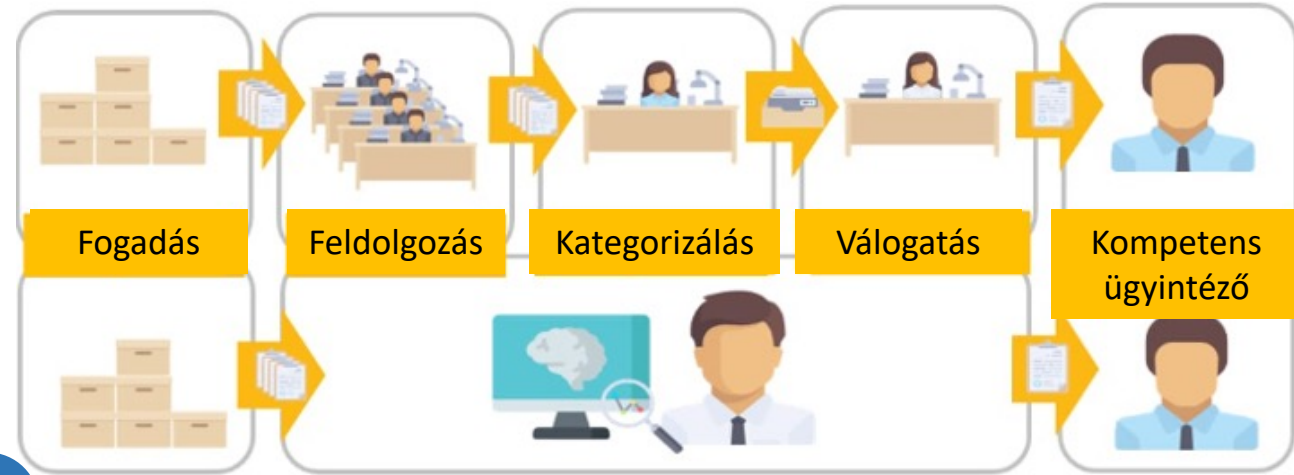 Fogadás
Feldolgozás
Kategorizálás
Válogatás
Kompetens
ügyintéző